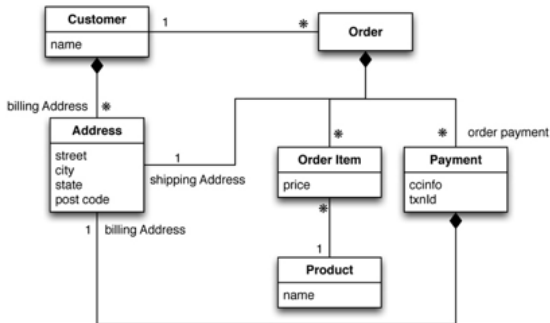 Customer
name
1
*
Order
billing Address
*
Address
street
city
state
post code
1
shipping Address
*
Order Item
price
*
order payment
Payment
ccinfo
txnId
1
billing Address
*
1
Product
name